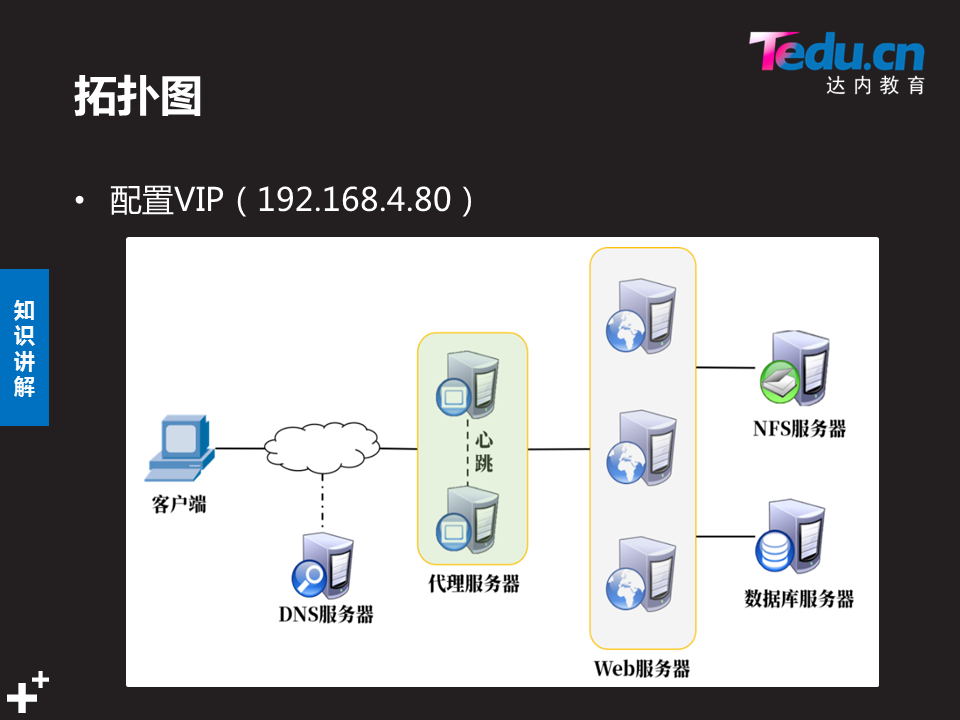 Tedu.cn
达内教育
拓扑图
• 配置VIP（192.168.4.80）
知识讲解
心跳
NFS服务器
客户端
代理服务器
DNS服务器
数据库服务器
Web服务器